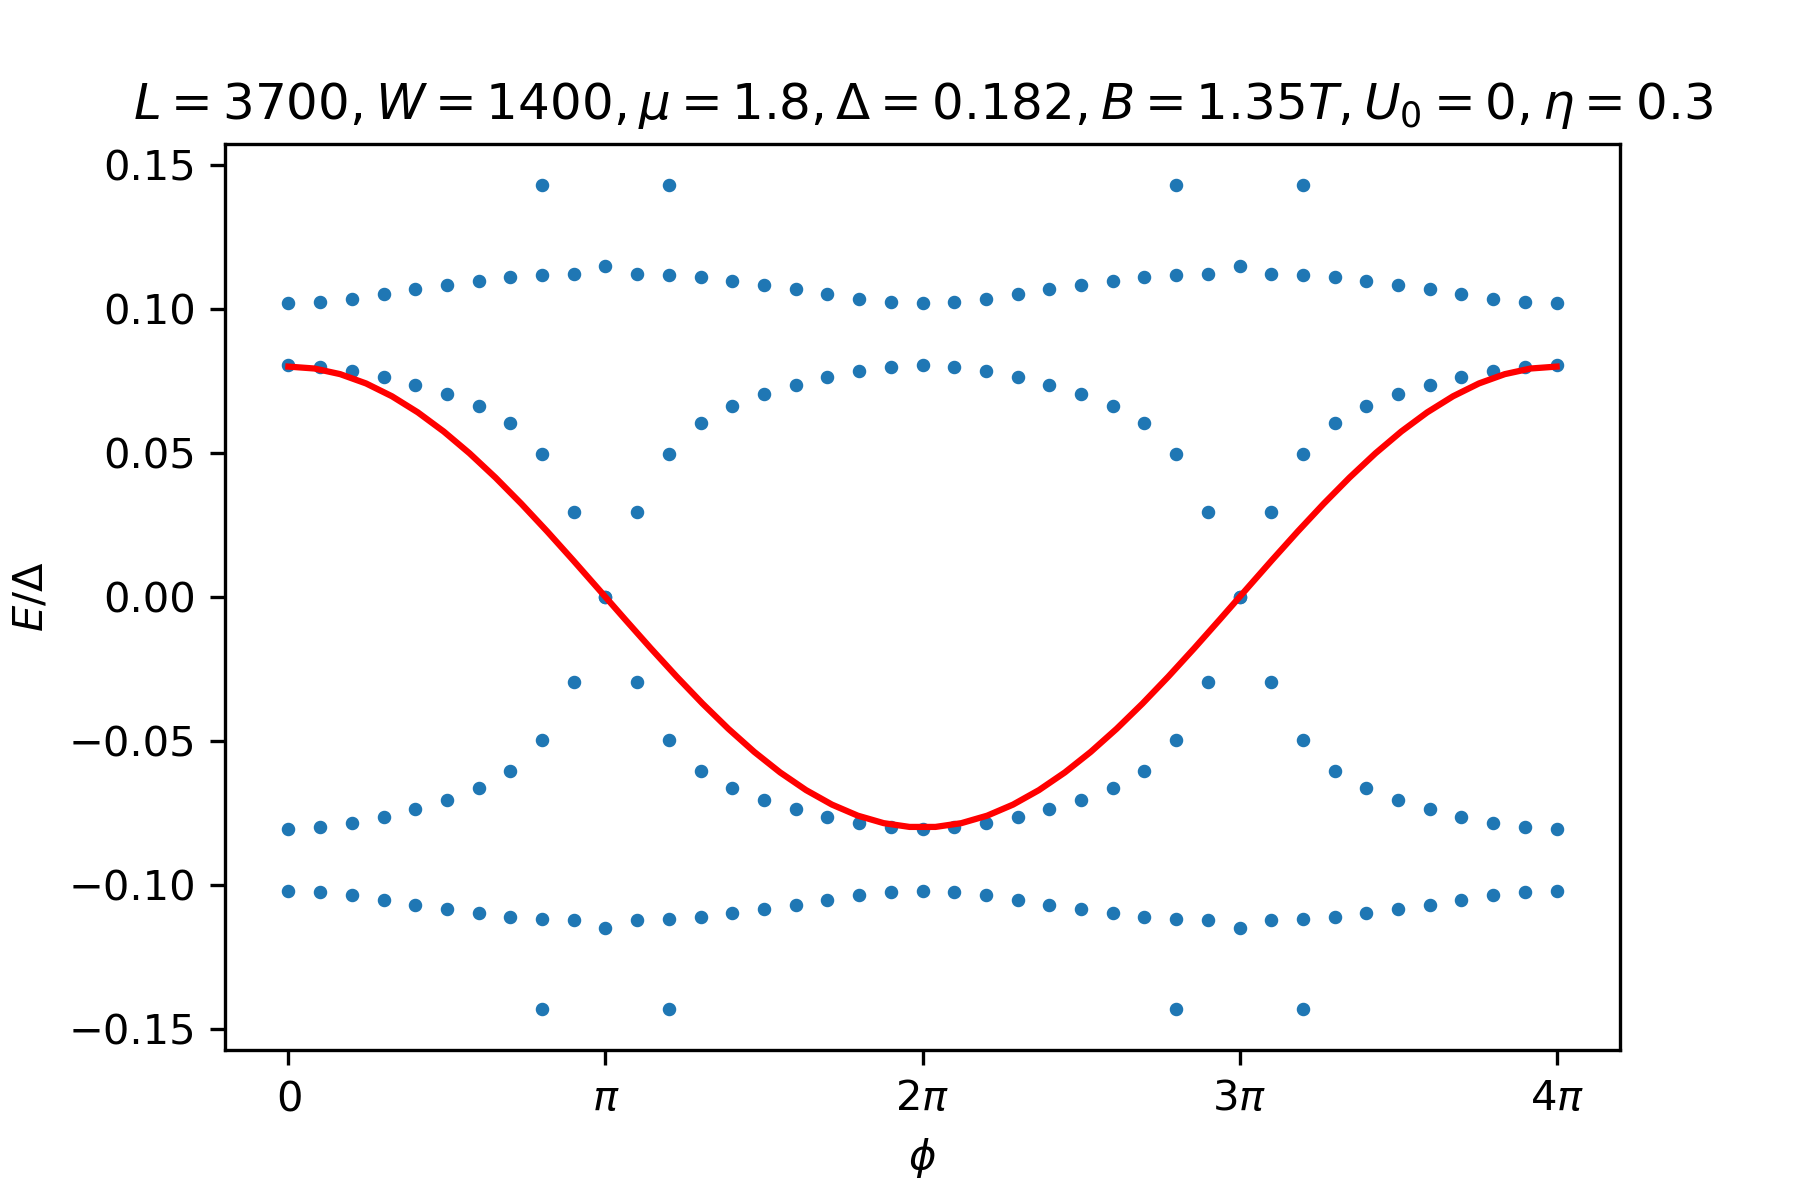 L = 3700, W = 1400, μ = 1.8, Δ = 0.182, B = 1.35T, U₀ = 0, η = 0.3
0.15
0.10
0.05
0.00
−0.05
−0.10
−0.15
E/Δ
0 π 2π 3π 4π
ϕ